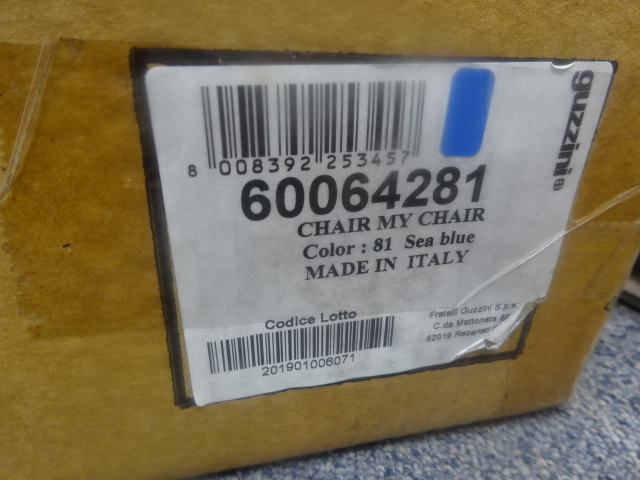 guzzini
8 008392 253457
60064281
CHAIR MY CHAIR
Color : 81 Sea blue
MADE IN ITALY
Codice Lotto
201901006071
Fratelli Guzzini S.p.a.
C.da Mattonata
62019 Recanati